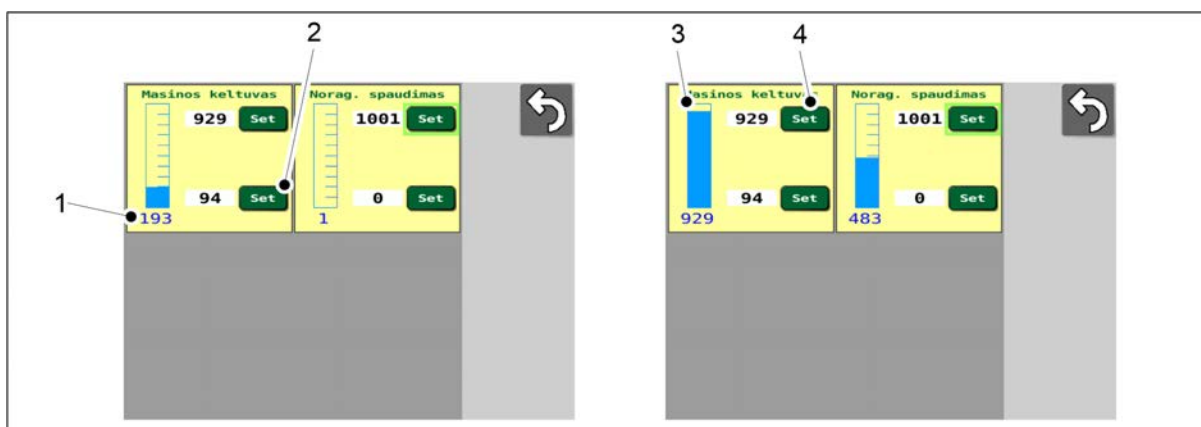 2
3
4
Masinos keltuvas
Norag. spaudimas
929 Set
1001 Set
94 Set
0 Set
1
193
1
Masinos keltuvas
Norag. spaudimas
929 Set
1001 Set
94 Set
0 Set
929
483